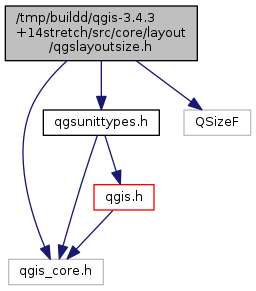 /tmp/buildd/qgis-3.4.3
+14stretch/src/core/layout
/qgslayoutsize.h
qgsunittypes.h
QSizeF
qgis.h
qgis_core.h